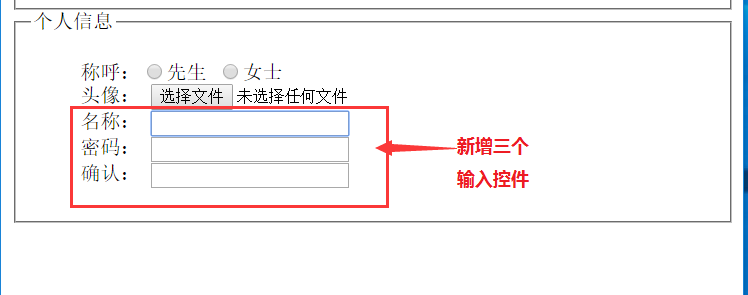 个人信息
称呼： 先生 女士
头像： 选择文件 未选择任何文件
名称：
密码：
确认：
新增三个
输入控件